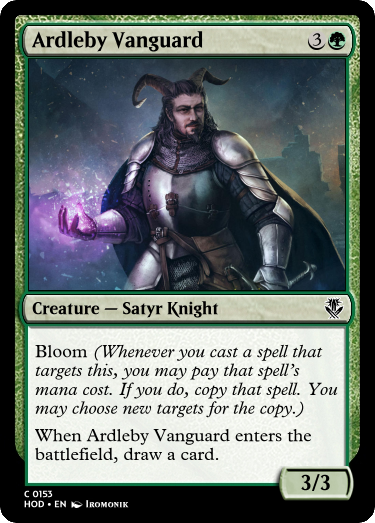 Ardleby Vanguard 3
Creature — Satyr Knight
Bloom (Whenever you cast a spell that
targets this, you may pay that spell's
mana cost. If you do, copy that spell. You
may choose new targets for the copy.)
When Ardleby Vanguard enters the
battlefield, draw a card.
3/3
C 0153
HOD • EN Iromonik